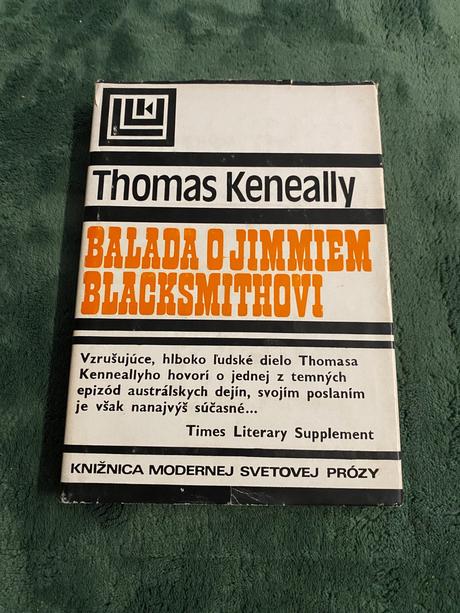 Thomas Keneally
BALADA O JIMMIEM
BLACKSMITHOVI
Vzrušujúce, hlboko ľudské dielo Thomasa
Kenneallyho hovorí o jednej z temných
epizód austrálskych dejín, svojím poslaním
je však nanajvýš súčasné...
Times Literary Supplement
KNIŽNICA MODERNEJ SVETOVEJ PRÓZY